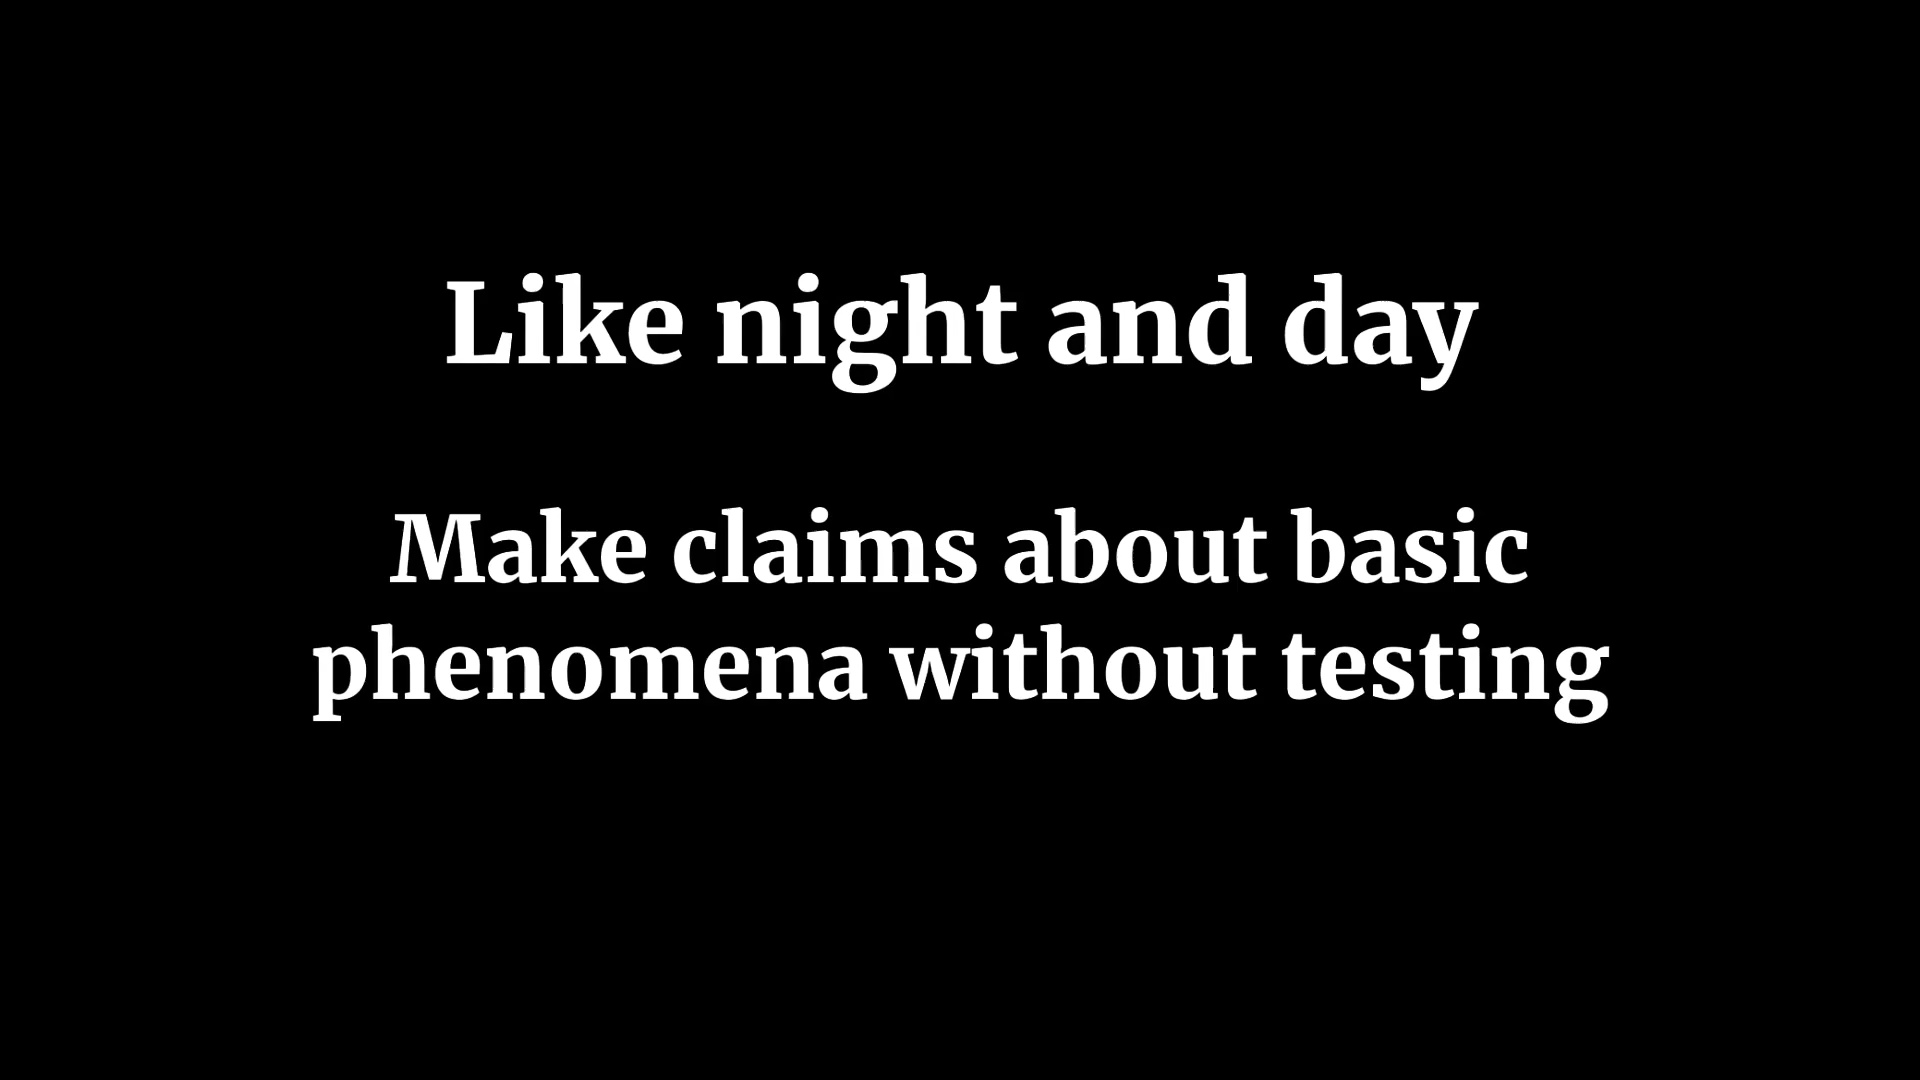 Like night and day
Make claims about basic
phenomena without testing